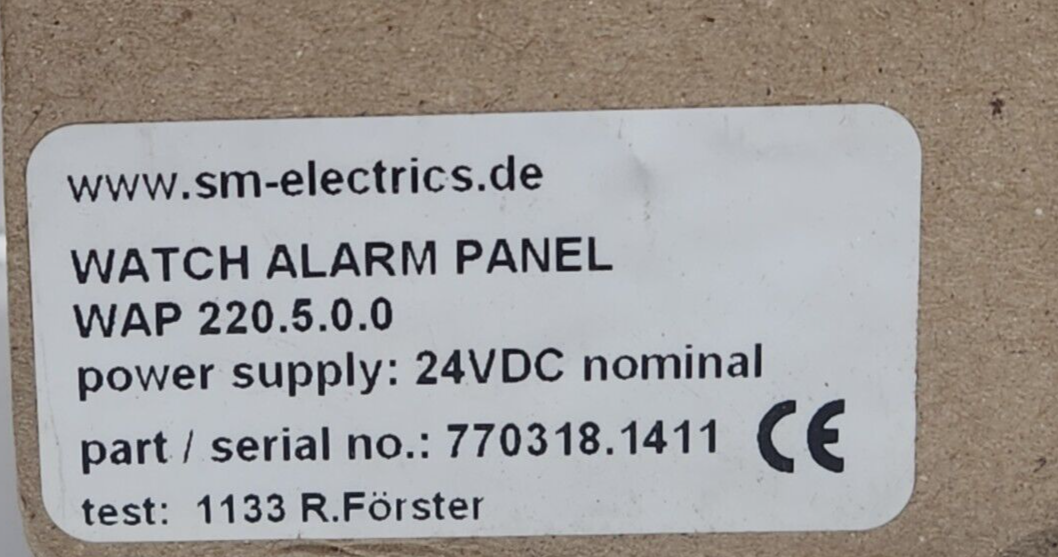 www.sm-electrics.de
WATCH ALARM PANEL
WAP 220.5.0.0
power supply: 24VDC nominal
part / serial no.: 770318.1411 CE
test: 1133 R.Förster